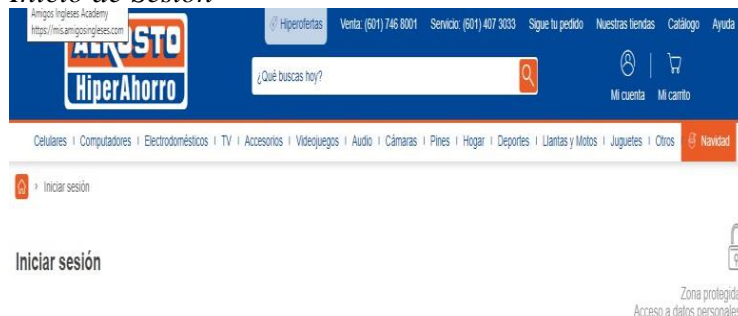 Inicio de Sesión
Amigos Ingleses Academy
https://mis.amigosingleses.com
HiperAhorro
Hiperofertas Venta: (601) 746 8001 Servicio: (601) 407 3033 Sigue tu pedido Nuestras tiendas Catálogo Ayuda
¿Qué buscas hoy?
Mi cuenta Mi carrito
Celulares Computadores Electrodomésticos TV Accesorios Videojuegos Audio Cámaras Pines Hogar Deportes Llantas y Motos Juguetes Otros Navidad
Iniciar sesión
Iniciar sesión
Zona protegida
Acceso a datos personales